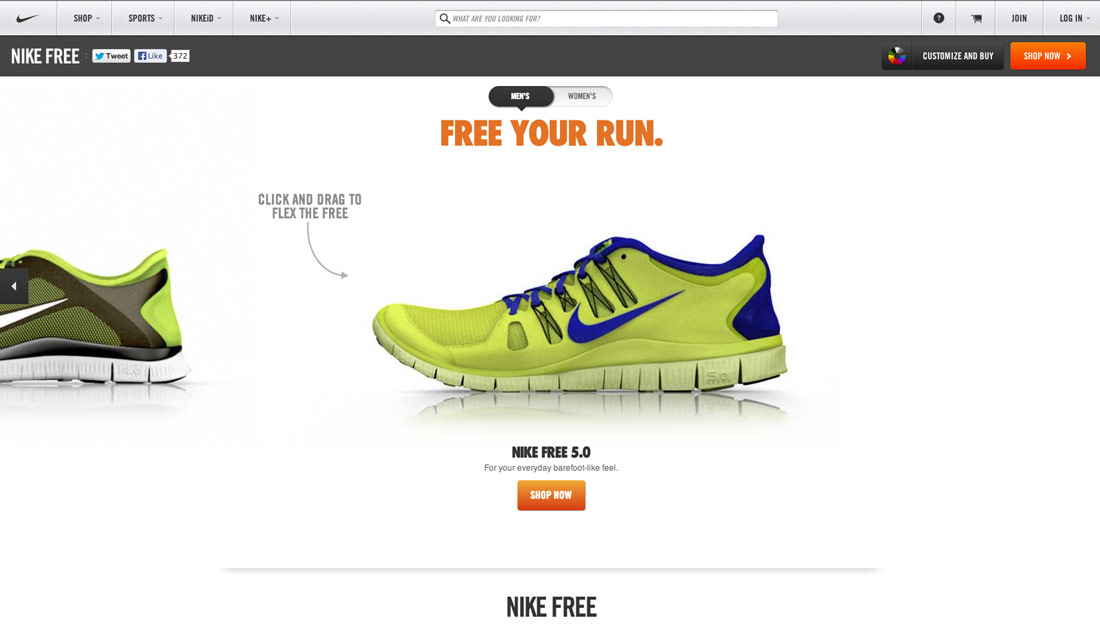 SHOP
SPORTS
NIKEiD
NIKE+
WHAT ARE YOU LOOKING FOR?
?
JOIN
LOG IN
NIKE FREE
Tweet
Like
372
CUSTOMIZE AND BUY
SHOP NOW
MEN'S
WOMEN'S
FREE YOUR RUN.
CLICK AND DRAG TO
FLEX THE FREE
5.0
NIKE FREE 5.0
For your everyday barefoot-like feel.
SHOP NOW
NIKE FREE